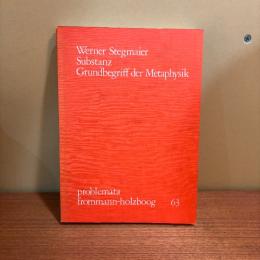 Werner Stegmaier
Substanz
Grundbegriff der Metaphysik
problemata
frommann-holzboog 63